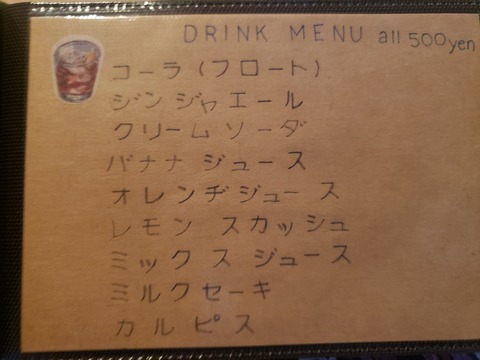 DRINK MENU all 500yen
コーラ(フロート)
ジンジャエール
クリームソーダ
バナナジュース
オレンヂジュース
レモンスカッシュ
ミックスジュース
ミルクセーキ
カルピス